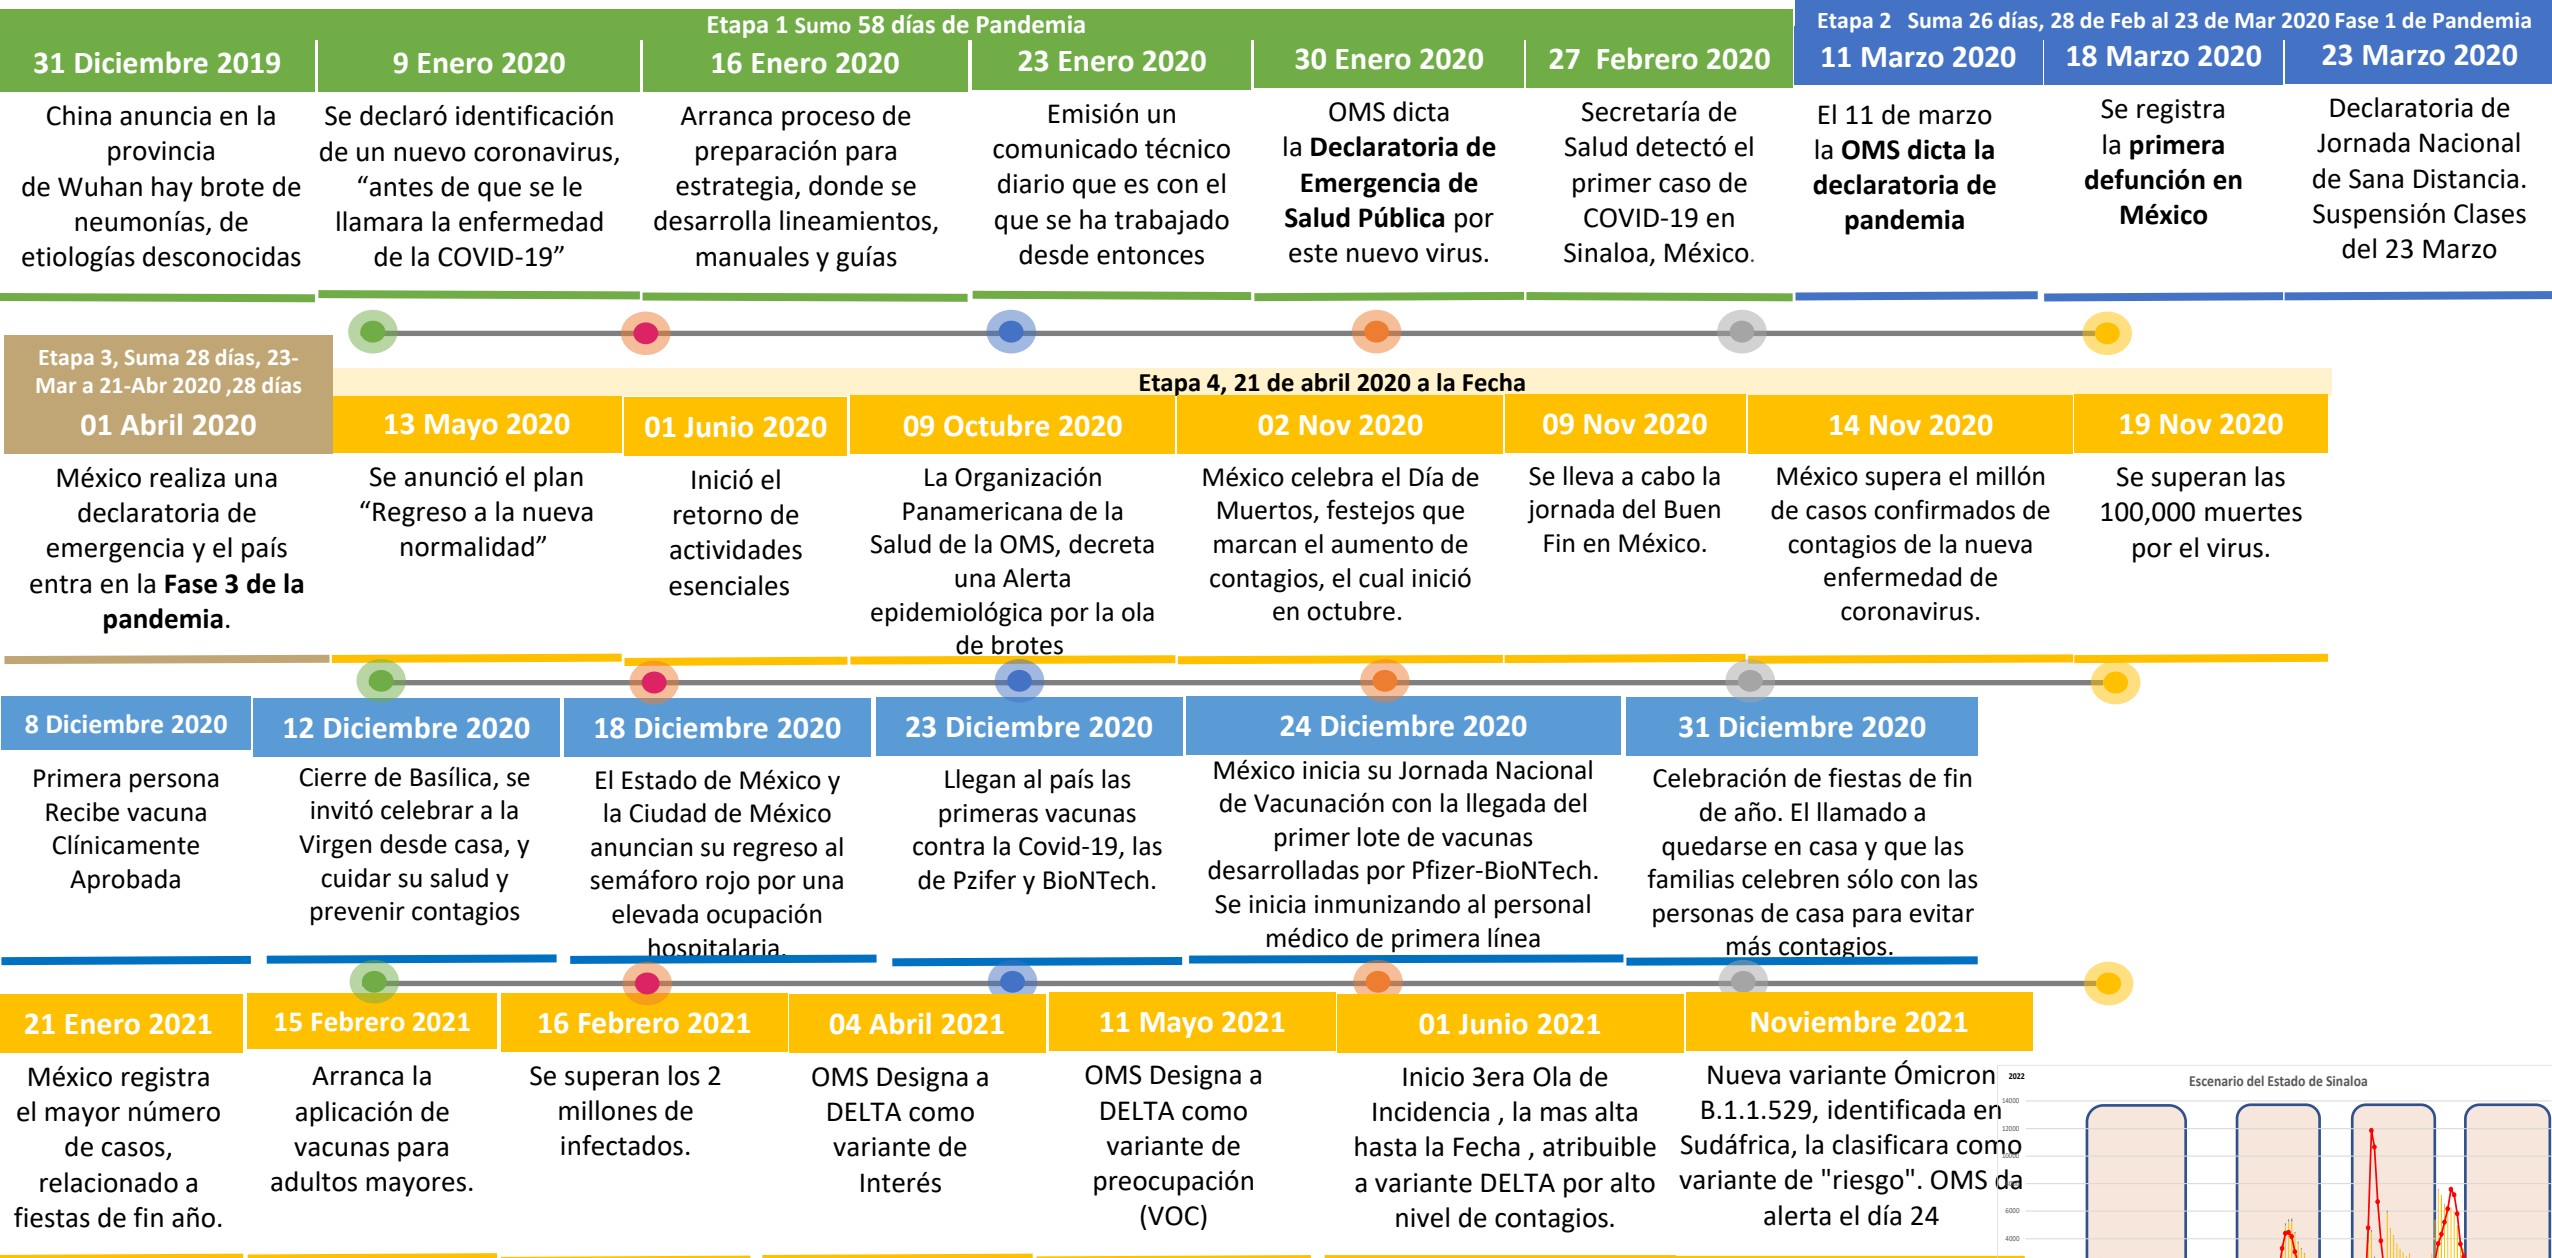 Etapa 1 Sumo 58 días de Pandemia
Etapa 2 Suma 26 días, 28 de Feb al 23 de Mar 2020 Fase 1 de Pandemia
31 Diciembre 2019
China anuncia en la
provincia
de Wuhan hay brote de
neumonías, de
etiologías desconocidas
9 Enero 2020
Se declaró identificación
de un nuevo coronavirus,
“antes de que se le
llamara la enfermedad
de la COVID-19”
16 Enero 2020
Arranca proceso de
preparación para
estrategia, donde se
desarrolla lineamientos,
manuales y guías
23 Enero 2020
Emisión un
comunicado técnico
diario que es con el
que se ha trabajado
desde entonces
30 Enero 2020
OMS dicta
la Declaratoria de
Emergencia de
Salud Pública por
este nuevo virus.
27 Febrero 2020
Secretaría de
Salud detectó el
primer caso de
COVID-19 en
Sinaloa, México.
11 Marzo 2020
El 11 de marzo
la OMS dicta la
declaratoria de
pandemia
18 Marzo 2020
Se registra
la primera
defunción en
México
23 Marzo 2020
Declaratoria de
Jornada Nacional
de Sana Distancia.
Suspensión Clases
del 23 Marzo
Etapa 3, Suma 28 días, 23-
Mar a 21-Abr 2020 ,28 días
01 Abril 2020
México realiza una
declaratoria de
emergencia y el país
entra en la Fase 3 de la
pandemia.
Etapa 4, 21 de abril 2020 a la Fecha
13 Mayo 2020
Se anunció el plan
“Regreso a la nueva
normalidad”
01 Junio 2020
Inició el
retorno de
actividades
esenciales
09 Octubre 2020
La Organización
Panamericana de la
Salud de la OMS, decreta
una Alerta
epidemiológica por la ola
de brotes
02 Nov 2020
México celebra el Día de
Muertos, festejos que
marcan el aumento de
contagios, el cual inició
en octubre.
09 Nov 2020
Se lleva a cabo la
jornada del Buen
Fin en México.
14 Nov 2020
México supera el millón
de casos confirmados de
contagios de la nueva
enfermedad de
coronavirus.
19 Nov 2020
Se superan las
100,000 muertes
por el virus.
8 Diciembre 2020
Primera persona
Recibe vacuna
Clínicamente
Aprobada
12 Diciembre 2020
Cierre de Basílica, se
invitó celebrar a la
Virgen desde casa, y
cuidar su salud y
prevenir contagios
18 Diciembre 2020
El Estado de México y
la Ciudad de México
anuncian su regreso al
semáforo rojo por una
elevada ocupación
hospitalaria.
23 Diciembre 2020
Llegan al país las
primeras vacunas
contra la Covid-19, las
de Pzifer y BioNTech.
24 Diciembre 2020
México inicia su Jornada Nacional
de Vacunación con la llegada del
primer lote de vacunas
desarrolladas por Pfizer-BioNTech.
Se inicia inmunizando al personal
médico de primera línea
31 Diciembre 2020
Celebración de fiestas de fin
de año. El llamado a
quedarse en casa y que las
familias celebren sólo con las
personas de casa para evitar
más contagios.
21 Enero 2021
México registra
el mayor número
de casos,
relacionado a
fiestas de fin año.
15 Febrero 2021
Arranca la
aplicación de
vacunas para
adultos mayores.
16 Febrero 2021
Se superan los 2
millones de
infectados.
04 Abril 2021
OMS Designa a
DELTA como
variante de
Interés
11 Mayo 2021
OMS Designa a
DELTA como
variante de
preocupación
(VOC)
01 Junio 2021
Inicio 3era Ola de
Incidencia , la mas alta
hasta la Fecha , atribuible
a variante DELTA por alto
nivel de contagios.
Noviembre 2021
Nueva variante Ómicron
B.1.1.529, identificada en
Sudáfrica, la clasificara como
variante de "riesgo". OMS da
alerta el día 24
2022
Escenario del Estado de Sinaloa
14000
12000
10000
6000
4000